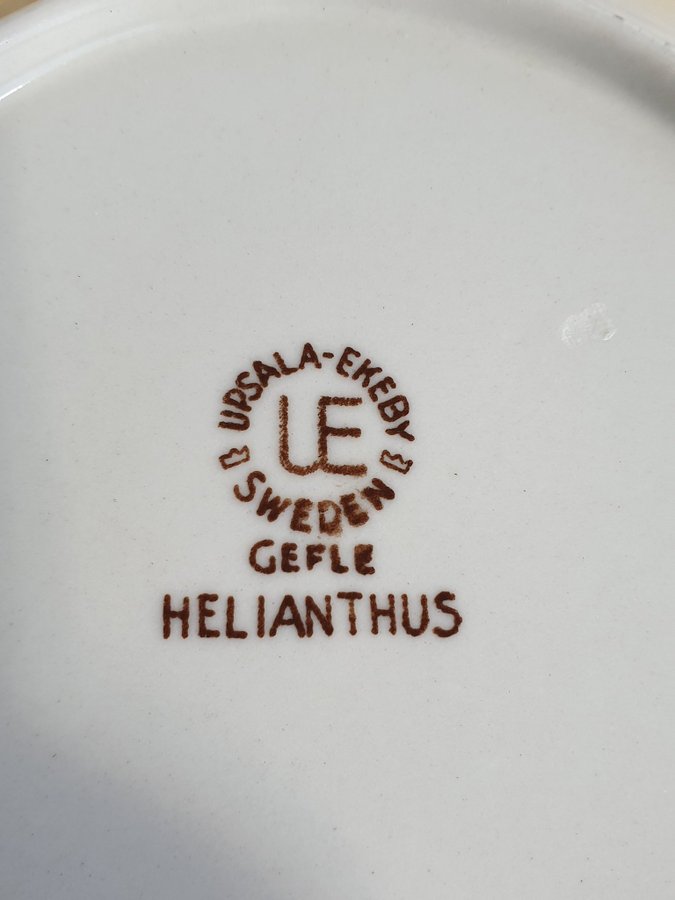 UPSALA-EKEBY
UE
SWEDEN
GEFLE
HELIANTHUS